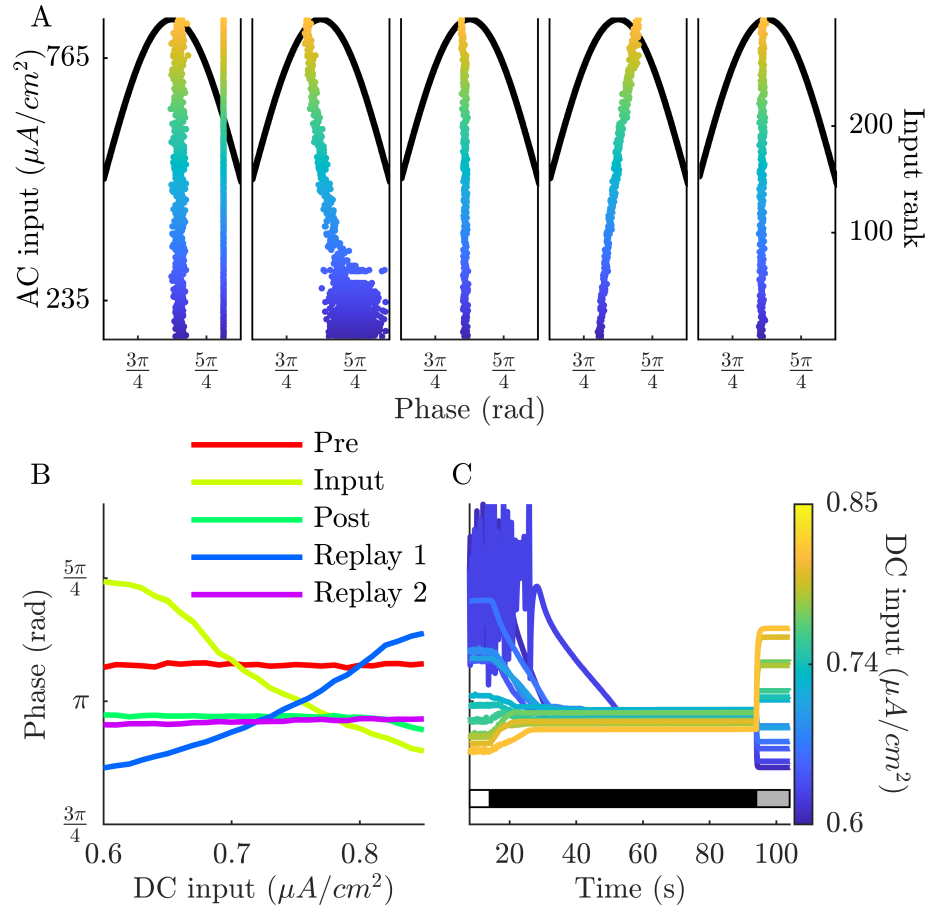 A
AC input (μA/cm²)
765
235
3π/4 5π/4 3π/4 5π/4 3π/4 5π/4 3π/4 5π/4 3π/4 5π/4
Phase (rad)
200
100
Input rank
Pre
Input
Post
Replay 1
Replay 2
B
Phase (rad)
5π/4
π
3π/4
0.6 0.7 0.8
DC input (μA/cm²)
C
20 40 60 80 100
Time (s)
0.85
0.74
0.6
DC input (μA/cm²)